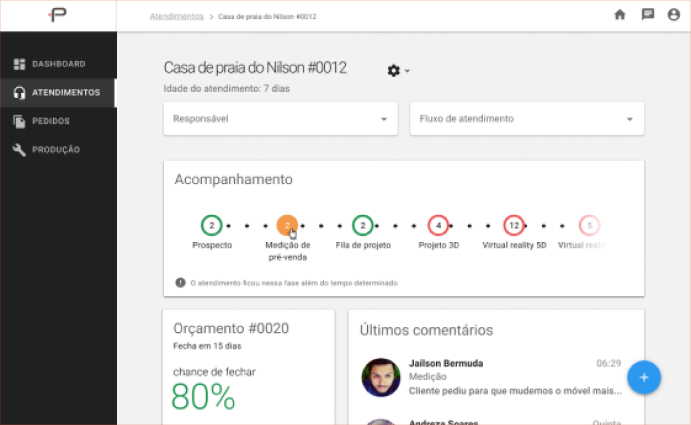 P
Atendimentos > Casa de praia do Nilson #0012
DASHBOARD
ATENDIMENTOS
PEDIDOS
PRODUÇÃO
Casa de praia do Nilson #0012
Idade do atendimento: 7 dias
Responsável
Fluxo de atendimento
Acompanhamento
2 2 2 4 12 5
Prospecto
Medição de
pré-venda
Fila de projeto
Projeto 3D
Virtual reality 5D
Virtual reali
! O atendimento ficou nessa fase além do tempo determinado
Orçamento #0020
Fecha em 15 dias
chance de fechar
80%
Últimos comentários
Jailson Bermuda 06:29
Medição
Cliente pediu para que mudemos o móvel mais...
Andreza Soares Quinta
+